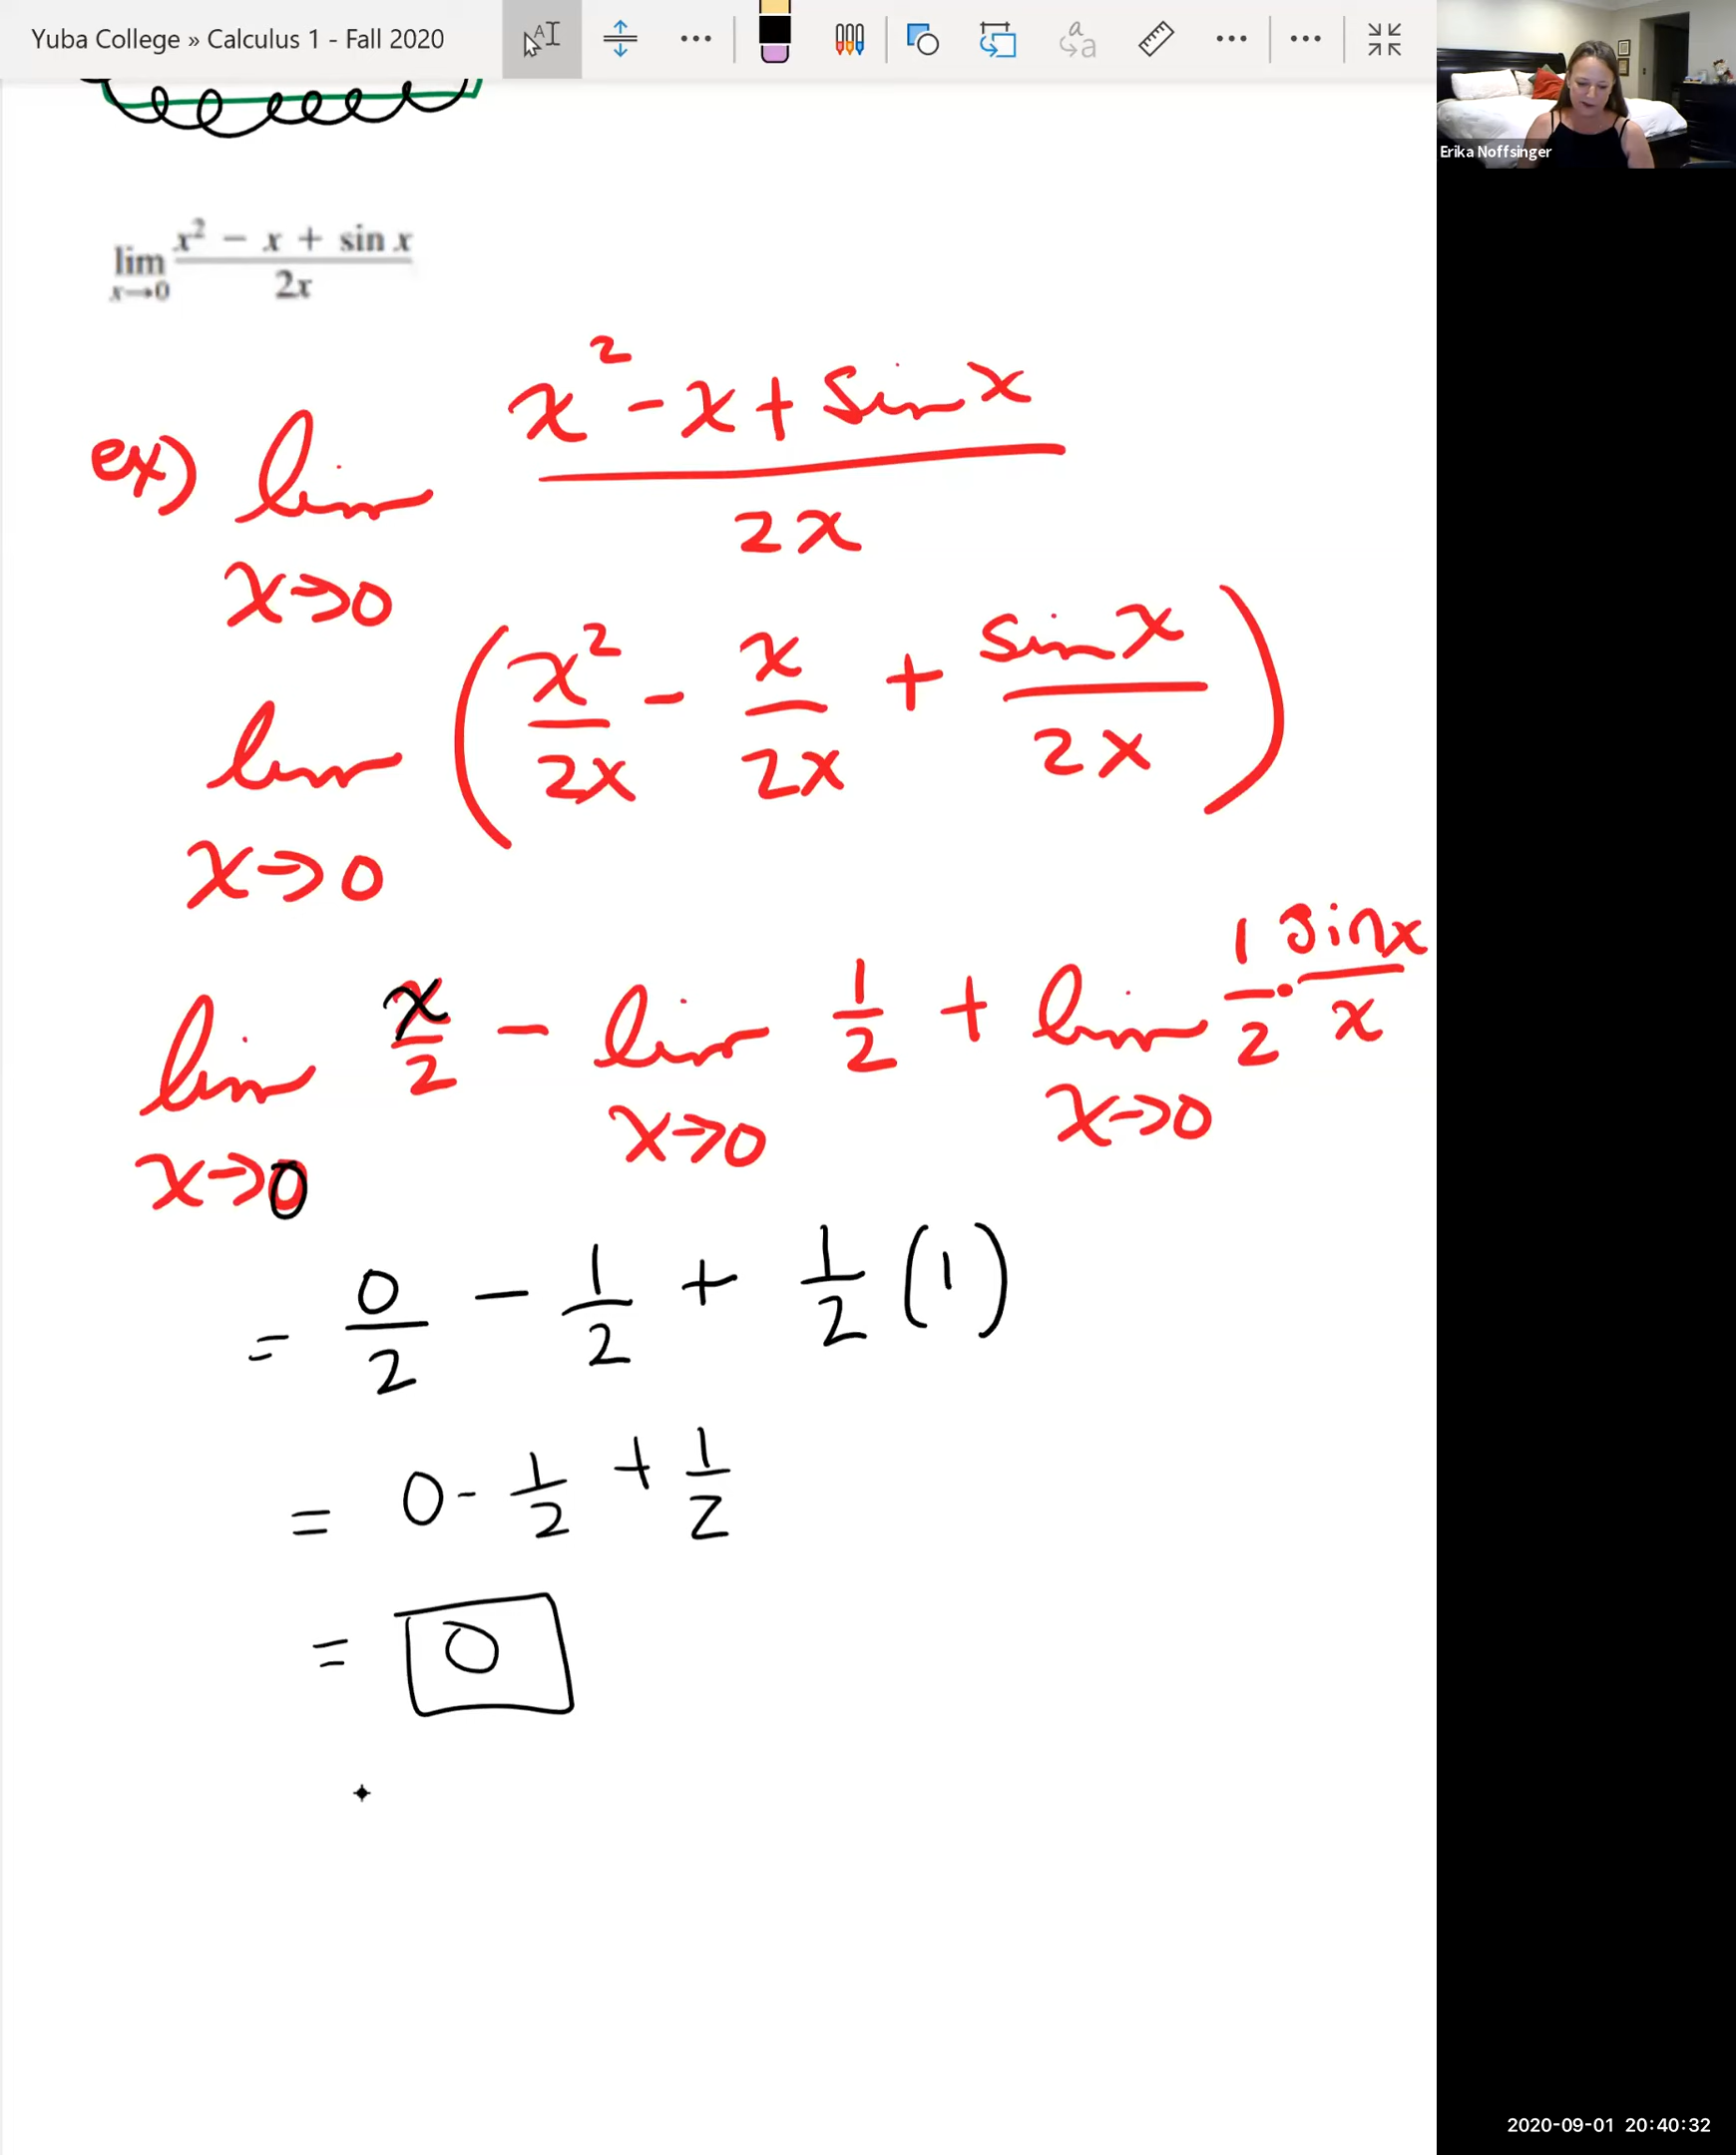 Yuba College » Calculus 1 - Fall 2020
Erika Noffsinger
lim x→0 (x² − x + sin x)/(2x)
ex) lim x→0 (x² - x + sin x)/(2x)
lim x→0 (x²/2x - x/2x + sin x/2x)
lim x→0 x/2 - lim x→0 1/2 + lim x→0 1/2 · sin x/x
= 0/2 - 1/2 + 1/2 (1)
= 0 - 1/2 + 1/2
= 0
2020-09-01 20:40:32